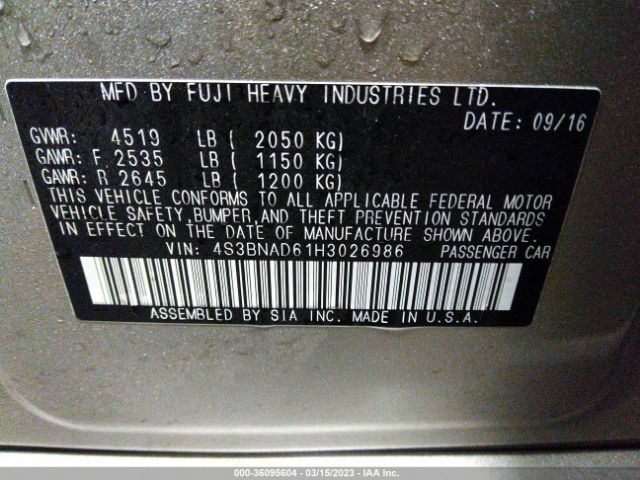 MFD BY FUJI HEAVY INDUSTRIES LTD.
DATE: 09/16
GVWR: 4519 LB ( 2050 KG)
GAWR: F 2535 LB ( 1150 KG)
GAWR: R 2645 LB ( 1200 KG)
THIS VEHICLE CONFORMS TO ALL APPLICABLE FEDERAL MOTOR
VEHICLE SAFETY, BUMPER, AND THEFT PREVENTION STANDARDS
IN EFFECT ON THE DATE OF MANUFACTURE SHOWN ABOVE.
VIN: 4S3BNAD61H3026986 PASSENGER CAR
ASSEMBLED BY SIA INC. MADE IN U.S.A.
000-36095604 - 03/15/2023 - IAA Inc.